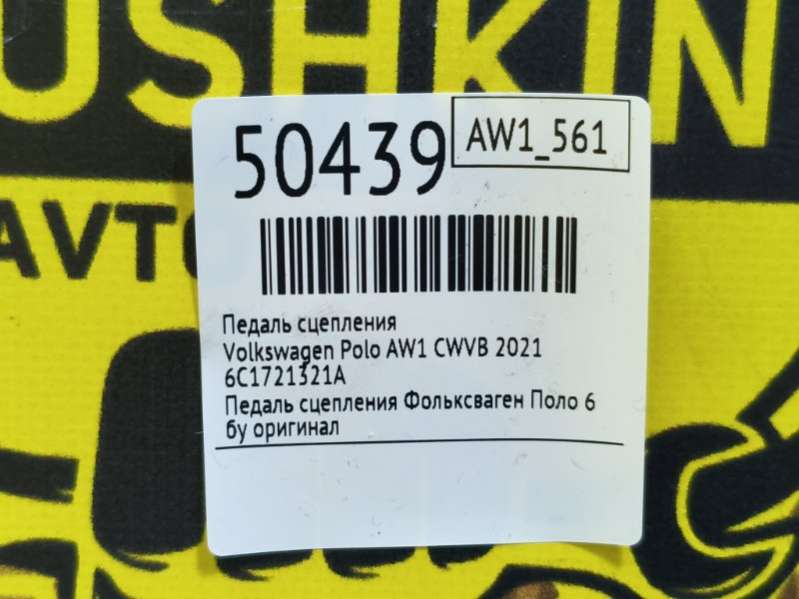 USHKIN
AVTO
50439
AW1_561
Педаль сцепления
Volkswagen Polo AW1 CWVB 2021
6C1721321A
Педаль сцепления Фольксваген Поло 6
бу оригинал